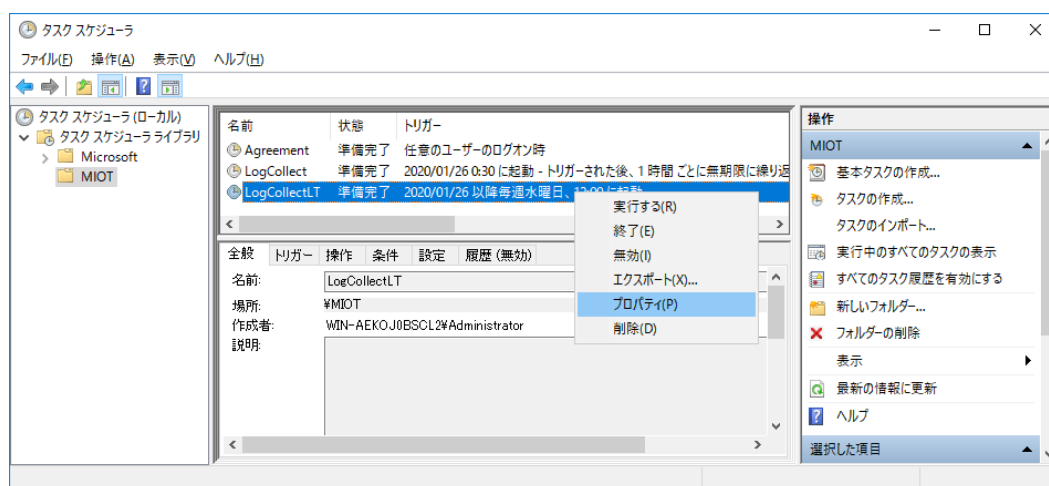 タスク スケジューラ
ファイル(F) 操作(A) 表示(V) ヘルプ(H)
タスク スケジューラ (ローカル)
タスク スケジューラ ライブラリ
Microsoft
MIOT
名前 状態 トリガー
Agreement 準備完了 任意のユーザーのログオン時
LogCollect 準備完了 2020/01/26 0:30 に起動 - トリガーされた後、1 時間 ごとに無期限に繰り返
LogCollectLT 準備完了 2020/01/26 以降毎週水曜日、12:00 に起動
実行する(R)
終了(E)
無効(I)
エクスポート(X)...
プロパティ(P)
削除(D)
全般 トリガー 操作 条件 設定 履歴 (無効)
名前: LogCollectLT
場所: ¥MIOT
作成者: WIN-AEKOJ0BSCL2¥Administrator
説明:
操作
MIOT
基本タスクの作成...
タスクの作成...
タスクのインポート...
実行中のすべてのタスクの表示
すべてのタスク履歴を有効にする
新しいフォルダー...
フォルダーの削除
表示
最新の情報に更新
ヘルプ
選択した項目